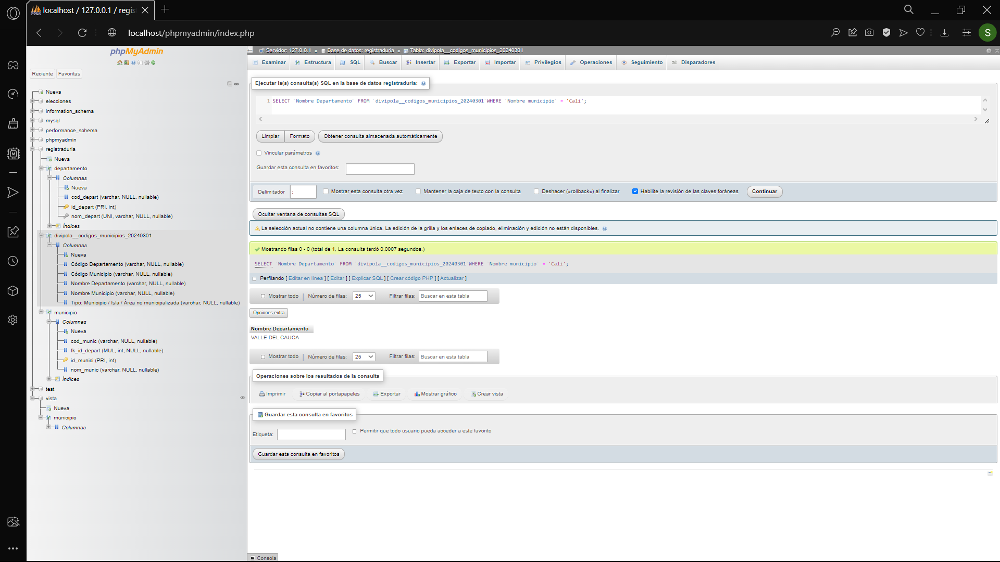 localhost / 127.0.0.1 / regis
localhost/phpmyadmin/index.php
S
phpMyAdmin
Reciente
Favoritas
Nueva
elecciones
information_schema
mysql
performance_schema
phpmyadmin
registraduria
Nueva
departamento
Columnas
Nueva
cod_depart (varchar, NULL, nullable)
id_depart (PRI, int)
nom_depart (UNI, varchar, NULL, nullable)
Índices
divipola__codigos_municipios_20240301
Columnas
Nueva
Código Departamento (varchar, NULL, nullable)
Código Municipio (varchar, NULL, nullable)
Nombre Departamento (varchar, NULL, nullable)
Nombre Municipio (varchar, NULL, nullable)
Tipo: Municipio / Isla / Área no municipalizada (varchar, NULL, nullable)
municipio
Columnas
Nueva
cod_munic (varchar, NULL, nullable)
fk_id_depart (MUL, int, NULL, nullable)
id_munici (PRI, int)
nom_munic (varchar, NULL, nullable)
Índices
test
vista
Nueva
municipio
Columnas
Servidor: 127.0.0.1 » Base de datos: registraduria » Tabla: divipola__codigos_municipios_20240301
Examinar Estructura SQL Buscar Insertar Exportar Importar Privilegios Operaciones Seguimiento Disparadores
Ejecutar la(s) consulta(s) SQL en la base de datos registraduria:
1 SELECT `Nombre Departamento` FROM `divipola__codigos_municipios_20240301`WHERE `Nombre municipio` = 'Cali';
Limpiar Formato Obtener consulta almacenada automáticamente
Vincular parámetros
Guardar esta consulta en favoritos:
Delimitador ; Mostrar esta consulta otra vez Mantener la caja de texto con la consulta Deshacer («rollback») al finalizar Habilite la revisión de las claves foráneas Continuar
Ocultar ventana de consultas SQL
La selección actual no contiene una columna única. La edición de la grilla y los enlaces de copiado, eliminación y edición no están disponibles.
Mostrando filas 0 - 0 (total de 1, La consulta tardó 0,0007 segundos.)
SELECT `Nombre Departamento` FROM `divipola__codigos_municipios_20240301`WHERE `Nombre municipio` = 'Cali';
Perfilando [ Editar en línea ] [ Editar ] [ Explicar SQL ] [ Crear código PHP ] [ Actualizar ]
Mostrar todo Número de filas: 25 Filtrar filas: Buscar en esta tabla
Opciones extra
Nombre Departamento
VALLE DEL CAUCA
Mostrar todo Número de filas: 25 Filtrar filas: Buscar en esta tabla
Operaciones sobre los resultados de la consulta
Imprimir Copiar al portapapeles Exportar Mostrar gráfico Crear vista
Guardar esta consulta en favoritos
Etiqueta: Permitir que todo usuario pueda acceder a este favorito
Guardar esta consulta en favoritos
Consola